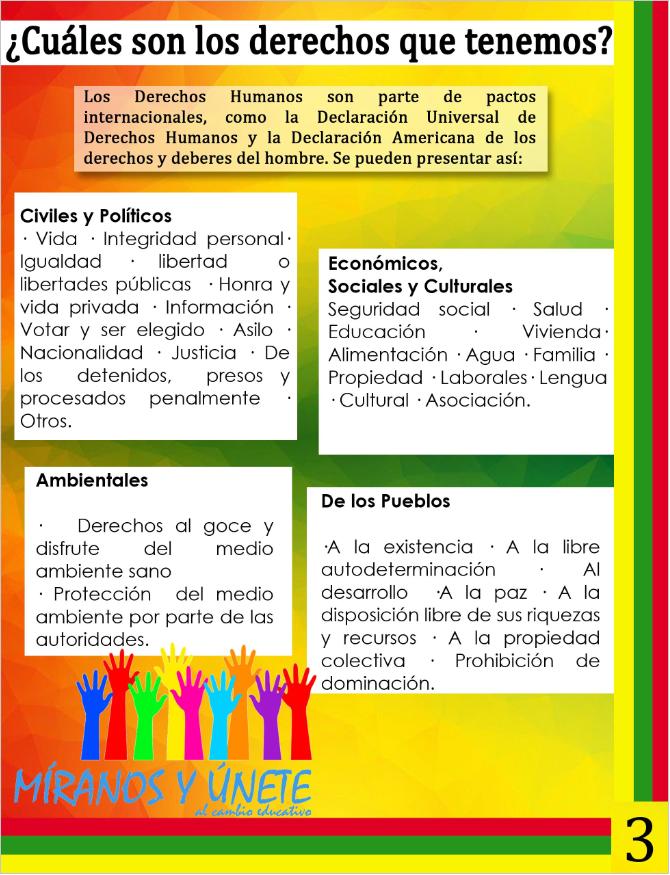 ¿Cuáles son los derechos que tenemos?
Los Derechos Humanos son parte de pactos
internacionales, como la Declaración Universal de
Derechos Humanos y la Declaración Americana de los
derechos y deberes del hombre. Se pueden presentar así:
Civiles y Políticos
· Vida · Integridad personal·
Igualdad · libertad o
libertades públicas · Honra y
vida privada · Información ·
Votar y ser elegido · Asilo ·
Nacionalidad · Justicia · De
los detenidos, presos y
procesados penalmente ·
Otros.
Económicos,
Sociales y Culturales
Seguridad social · Salud ·
Educación · Vivienda·
Alimentación · Agua · Familia ·
Propiedad · Laborales· Lengua
· Cultural · Asociación.
Ambientales
· Derechos al goce y
disfrute del medio
ambiente sano
· Protección del medio
ambiente por parte de las
autoridades.
De los Pueblos
·A la existencia · A la libre
autodeterminación · Al
desarrollo ·A la paz · A la
disposición libre de sus riquezas
y recursos · A la propiedad
colectiva · Prohibición de
dominación.
MÍRANOS Y ÚNETE
al cambio educativo
3